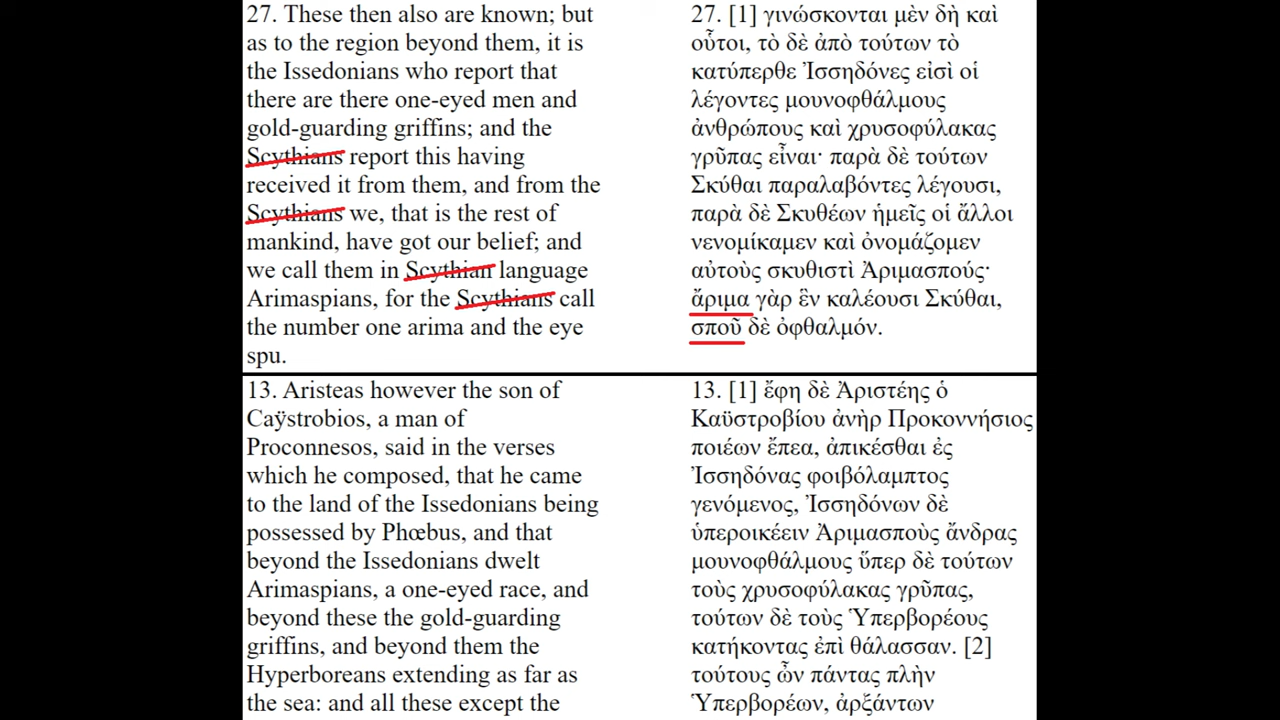 27. These then also are known; but
as to the region beyond them, it is
the Issedonians who report that
there are there one-eyed men and
gold-guarding griffins; and the
Scythians report this having
received it from them, and from the
Scythians we, that is the rest of
mankind, have got our belief; and
we call them in Scythian language
Arimaspians, for the Scythians call
the number one arima and the eye
spu.
27. [1] γινώσκονται μὲν δὴ καὶ
οὗτοι, τὸ δὲ ἀπὸ τούτων τὸ
κατύπερθε Ἰσσηδόνες εἰσὶ οἱ
λέγοντες μουνοφθάλμους
ἀνθρώπους καὶ χρυσοφύλακας
γρῦπας εἶναι· παρὰ δὲ τούτων
Σκύθαι παραλαβόντες λέγουσι,
παρὰ δὲ Σκυθέων ἡμεῖς οἱ ἄλλοι
νενομίκαμεν καὶ ὀνομάζομεν
αὐτοὺς σκυθιστὶ Ἀριμασπούς·
ἄριμα γὰρ ἓν καλέουσι Σκύθαι,
σποῦ δὲ ὀφθαλμόν.
13. Aristeas however the son of
Caÿstrobios, a man of
Proconnesos, said in the verses
which he composed, that he came
to the land of the Issedonians being
possessed by Phœbus, and that
beyond the Issedonians dwelt
Arimaspians, a one-eyed race, and
beyond these the gold-guarding
griffins, and beyond them the
Hyperboreans extending as far as
the sea: and all these except the
13. [1] ἔφη δὲ Ἀριστέης ὁ
Καϋστροβίου ἀνὴρ Προκοννήσιος
ποιέων ἔπεα, ἀπικέσθαι ἐς
Ἰσσηδόνας φοιβόλαμπτος
γενόμενος, Ἰσσηδόνων δὲ
ὑπεροικέειν Ἀριμασποὺς ἄνδρας
μουνοφθάλμους ὕπερ δὲ τούτων
τοὺς χρυσοφύλακας γρῦπας,
τούτων δὲ τοὺς Ὑπερβορέους
κατήκοντας ἐπὶ θάλασσαν. [2]
τούτους ὦν πάντας πλὴν
Ὑπερβορέων, ἀρξάντων